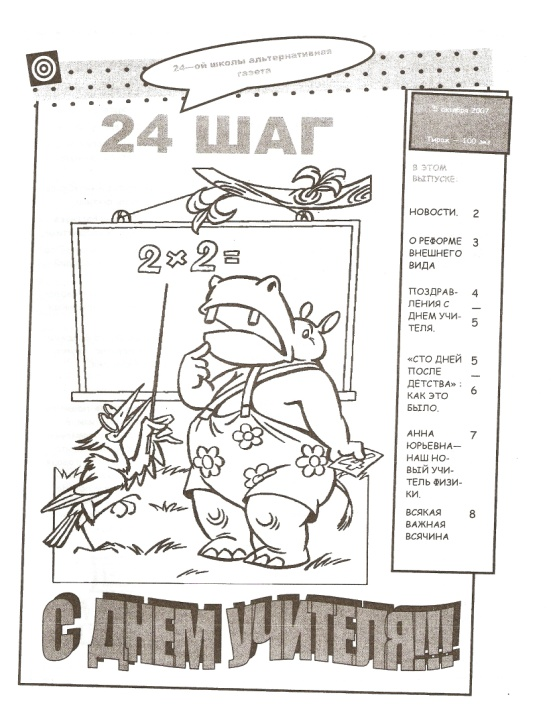 24—ой школы альтернативная
газета
24 ШАГ
5 октября 2007
Тираж — 100 экз
В ЭТОМ
ВЫПУСКЕ:
НОВОСТИ. 2
О РЕФОРМЕ 3
ВНЕШНЕГО
ВИДА
ПОЗДРАВ- 4
ЛЕНИЯ С —
ДНЕМ УЧИ- 5
ТЕЛЯ.
«СТО ДНЕЙ 5
ПОСЛЕ —
ДЕТСТВА» : 6
КАК ЭТО
БЫЛО.
АННА 7
ЮРЬЕВНА—
НАШ НО-
ВЫЙ УЧИ-
ТЕЛЬ ФИЗИ-
КИ.
ВСЯКАЯ 8
ВАЖНАЯ
ВСЯЧИНА
2×2=
С ДНЕМ УЧИТЕЛЯ!!!!